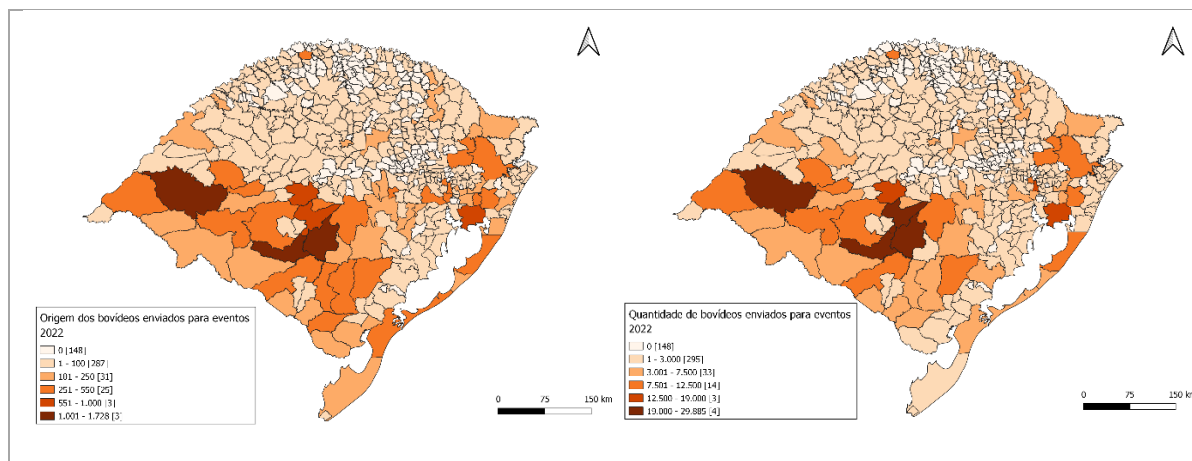 Origem dos bovídeos enviados para eventos
2022
0 [148]
1 - 100 [287]
101 - 250 [31]
251 - 550 [25]
551 - 1.000 [3]
1.001 - 1.728 [3]
0 75 150 km
Quantidade de bovídeos enviados para eventos
2022
0 [148]
1 - 3.000 [295]
3.001 - 7.500 [33]
7.501 - 12.500 [14]
12.500 - 19.000 [3]
19.000 - 29.885 [4]
0 75 150 km